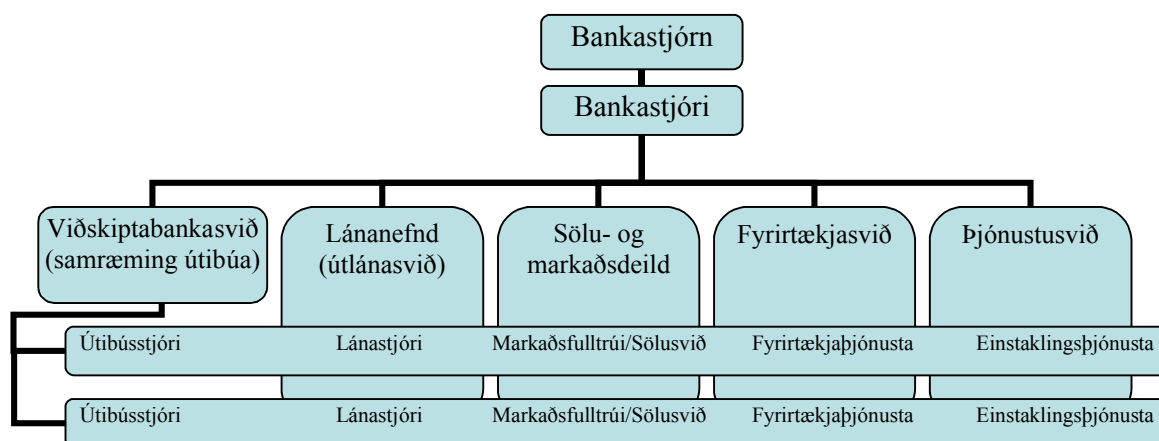 Bankastjórn
Bankastjóri
Viðskiptabankasvið
(samræming útibúa)
Lánanefnd
(útlánasvið)
Sölu- og
markaðsdeild
Fyrirtækjasvið
Þjónustusvið
Útibússtjóri Lánastjóri Markaðsfulltrúi/Sölusvið Fyrirtækjaþjónusta Einstaklingsþjónusta
Útibússtjóri Lánastjóri Markaðsfulltrúi/Sölusvið Fyrirtækjaþjónusta Einstaklingsþjónusta